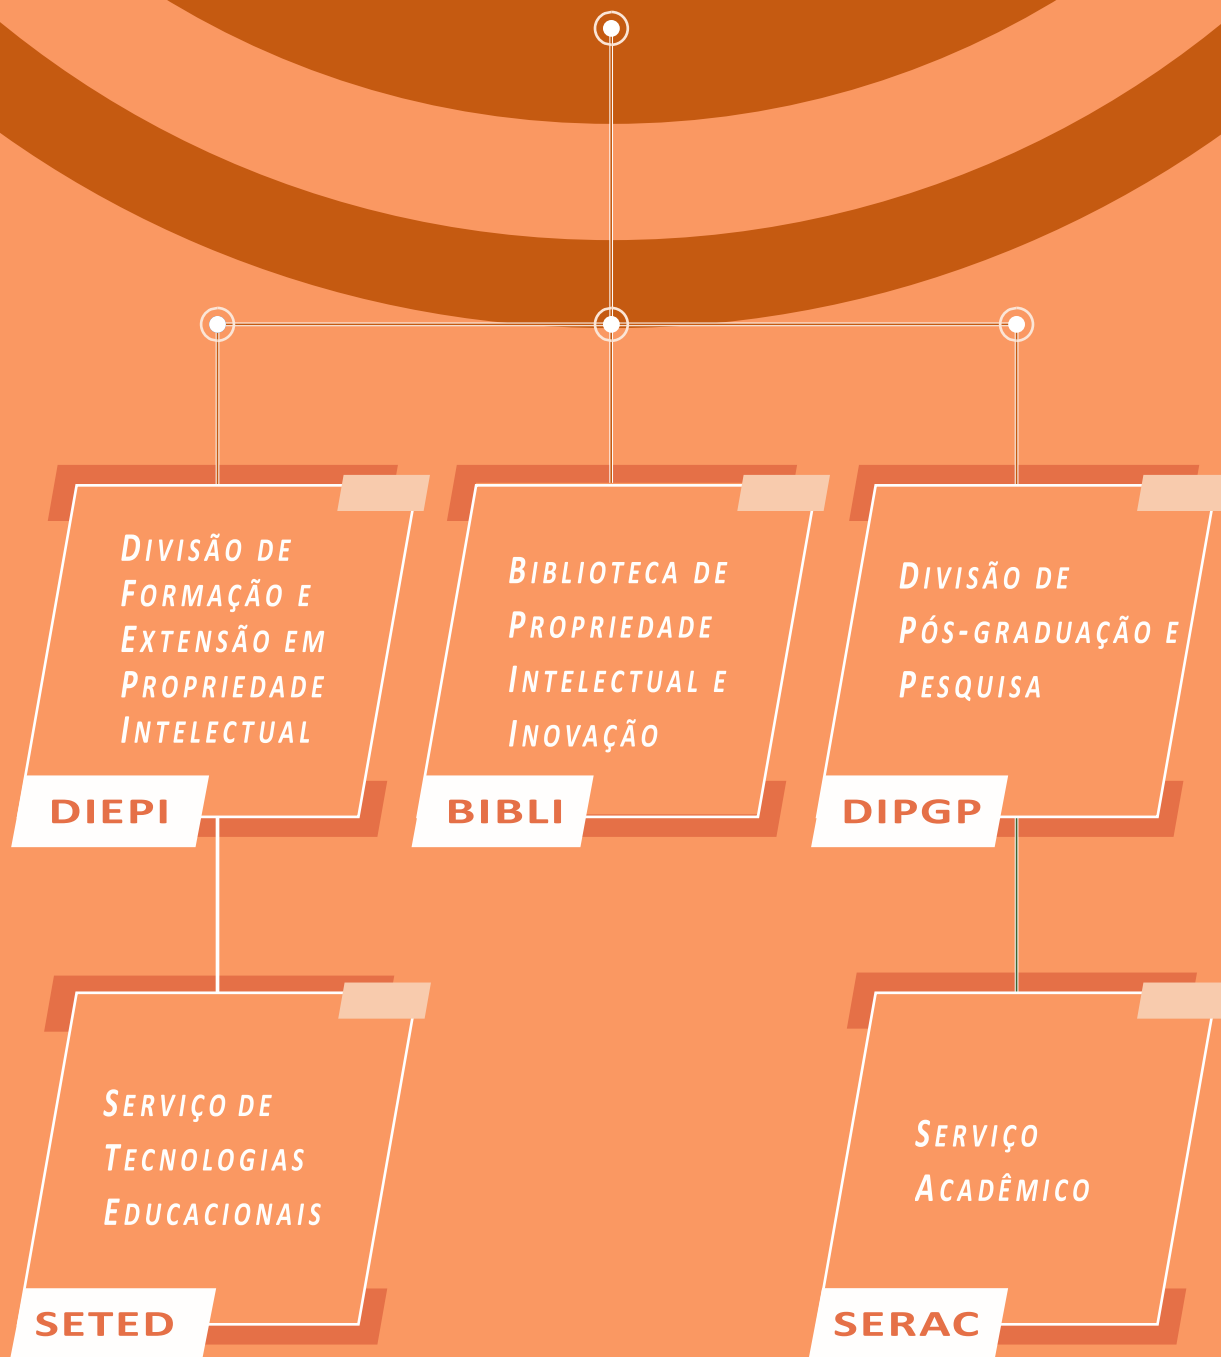 Divisão de
Formação e
Extensão em
Propriedade
Intelectual
DIEPI
Biblioteca de
Propriedade
Intelectual e
Inovação
BIBLI
Divisão de
Pós-graduação e
Pesquisa
DIPGP
Serviço de
Tecnologias
Educacionais
SETED
Serviço
Acadêmico
SERAC